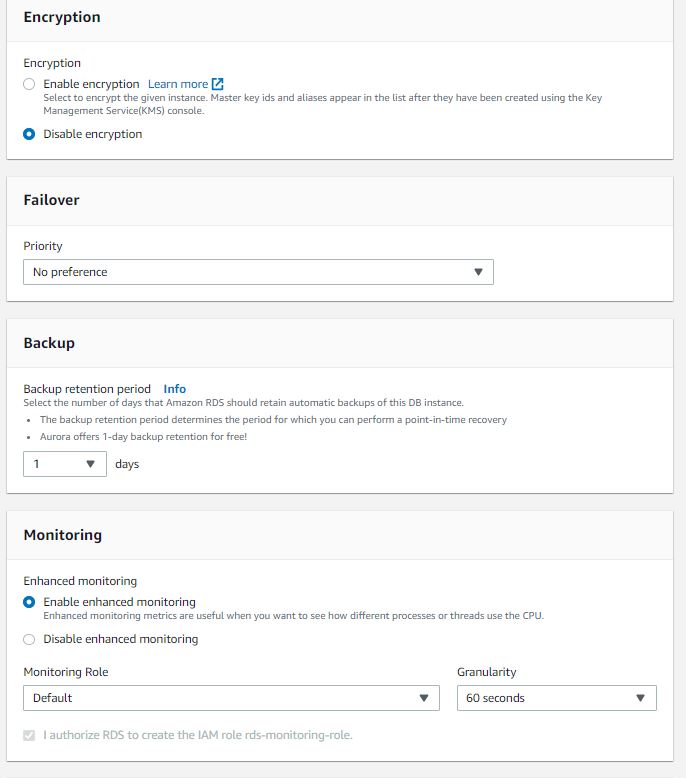 Encryption
Encryption
Enable encryption Learn more
Select to encrypt the given instance. Master key ids and aliases appear in the list after they have been created using the Key
Management Service(KMS) console.
Disable encryption
Failover
Priority
No preference
Backup
Backup retention period Info
Select the number of days that Amazon RDS should retain automatic backups of this DB instance.
• The backup retention period determines the period for which you can perform a point-in-time recovery
• Aurora offers 1-day backup retention for free!
1 days
Monitoring
Enhanced monitoring
Enable enhanced monitoring
Enhanced monitoring metrics are useful when you want to see how different processes or threads use the CPU.
Disable enhanced monitoring
Monitoring Role Granularity
Default 60 seconds
I authorize RDS to create the IAM role rds-monitoring-role.